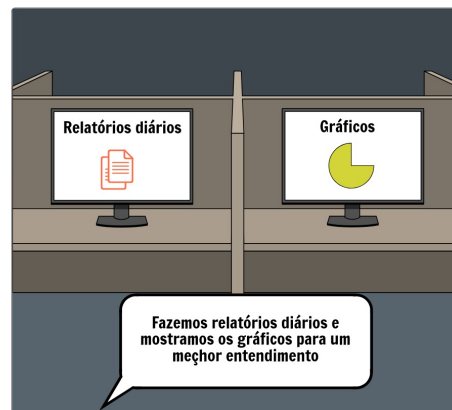 Relatórios diários
Gráficos
Fazemos relatórios diários e
mostramos os gráficos para um
meçhor entendimento